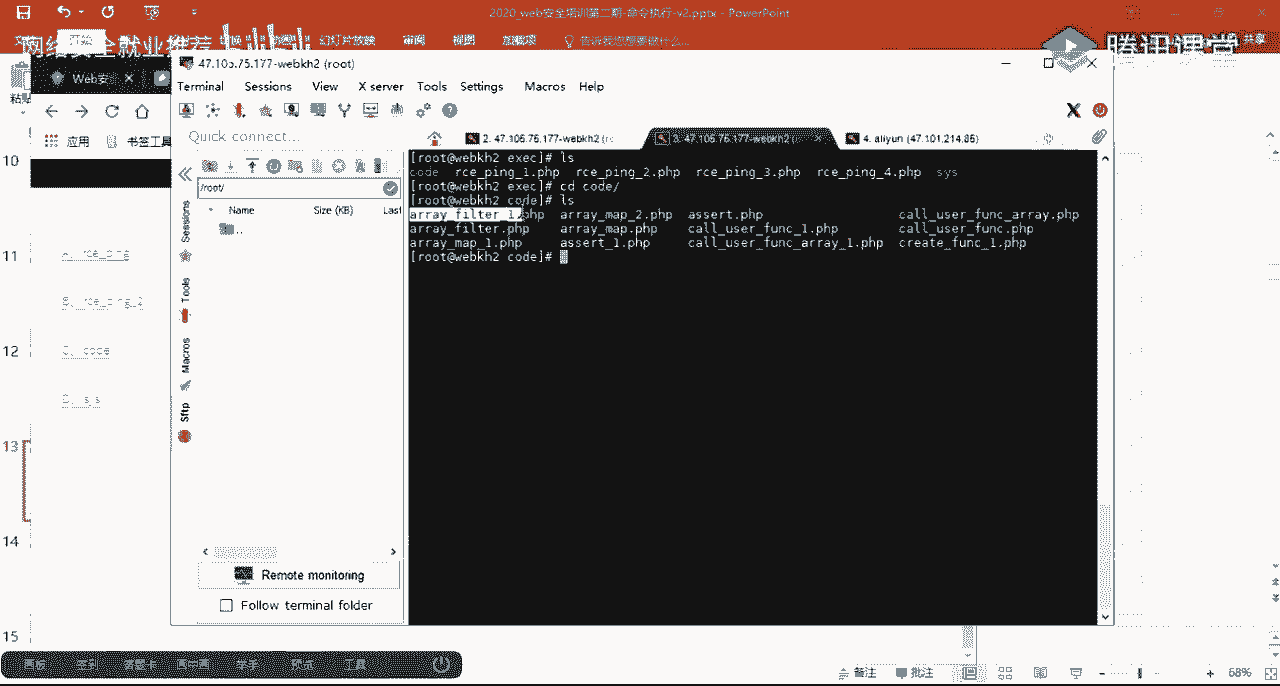 2020_web安全培训第二期-命令执行-v2.pptx - PowerPoint
开始
幻灯片放映
审阅
视图
加载项
告诉我您想要做什么...
共享
网络安全就业推荐
腾讯课堂
粘贴
Web安
应用
书签工具
47.105.75.177-webkh2 (root)
Terminal Sessions View X server Tools Settings Macros Help
Quick connect...
2. 47.105.75.177-webkh2 (ro
3. 47.105.75.177-webkh2
4. aliyun (47.101.214.85)
/root/
Name Size (KB) Last
..
Sessions
Tools
Macros
Sftp
Remote monitoring
Follow terminal folder
[root@webkh2 exec]# ls
code rce_ping_1.php rce_ping_2.php rce_ping_3.php rce_ping_4.php sys
[root@webkh2 exec]# cd code/
[root@webkh2 code]# ls
array_filter_1.php array_map_2.php assert.php call_user_func_array.php
array_filter.php array_map.php call_user_func_1.php call_user_func.php
array_map_1.php assert_1.php call_user_func_array_1.php create_func_1.php
[root@webkh2 code]#
10
11
12
13
14
15
A. rce_ping
B. rce_ping_2
C. code
D. sys
备注
批注
68%